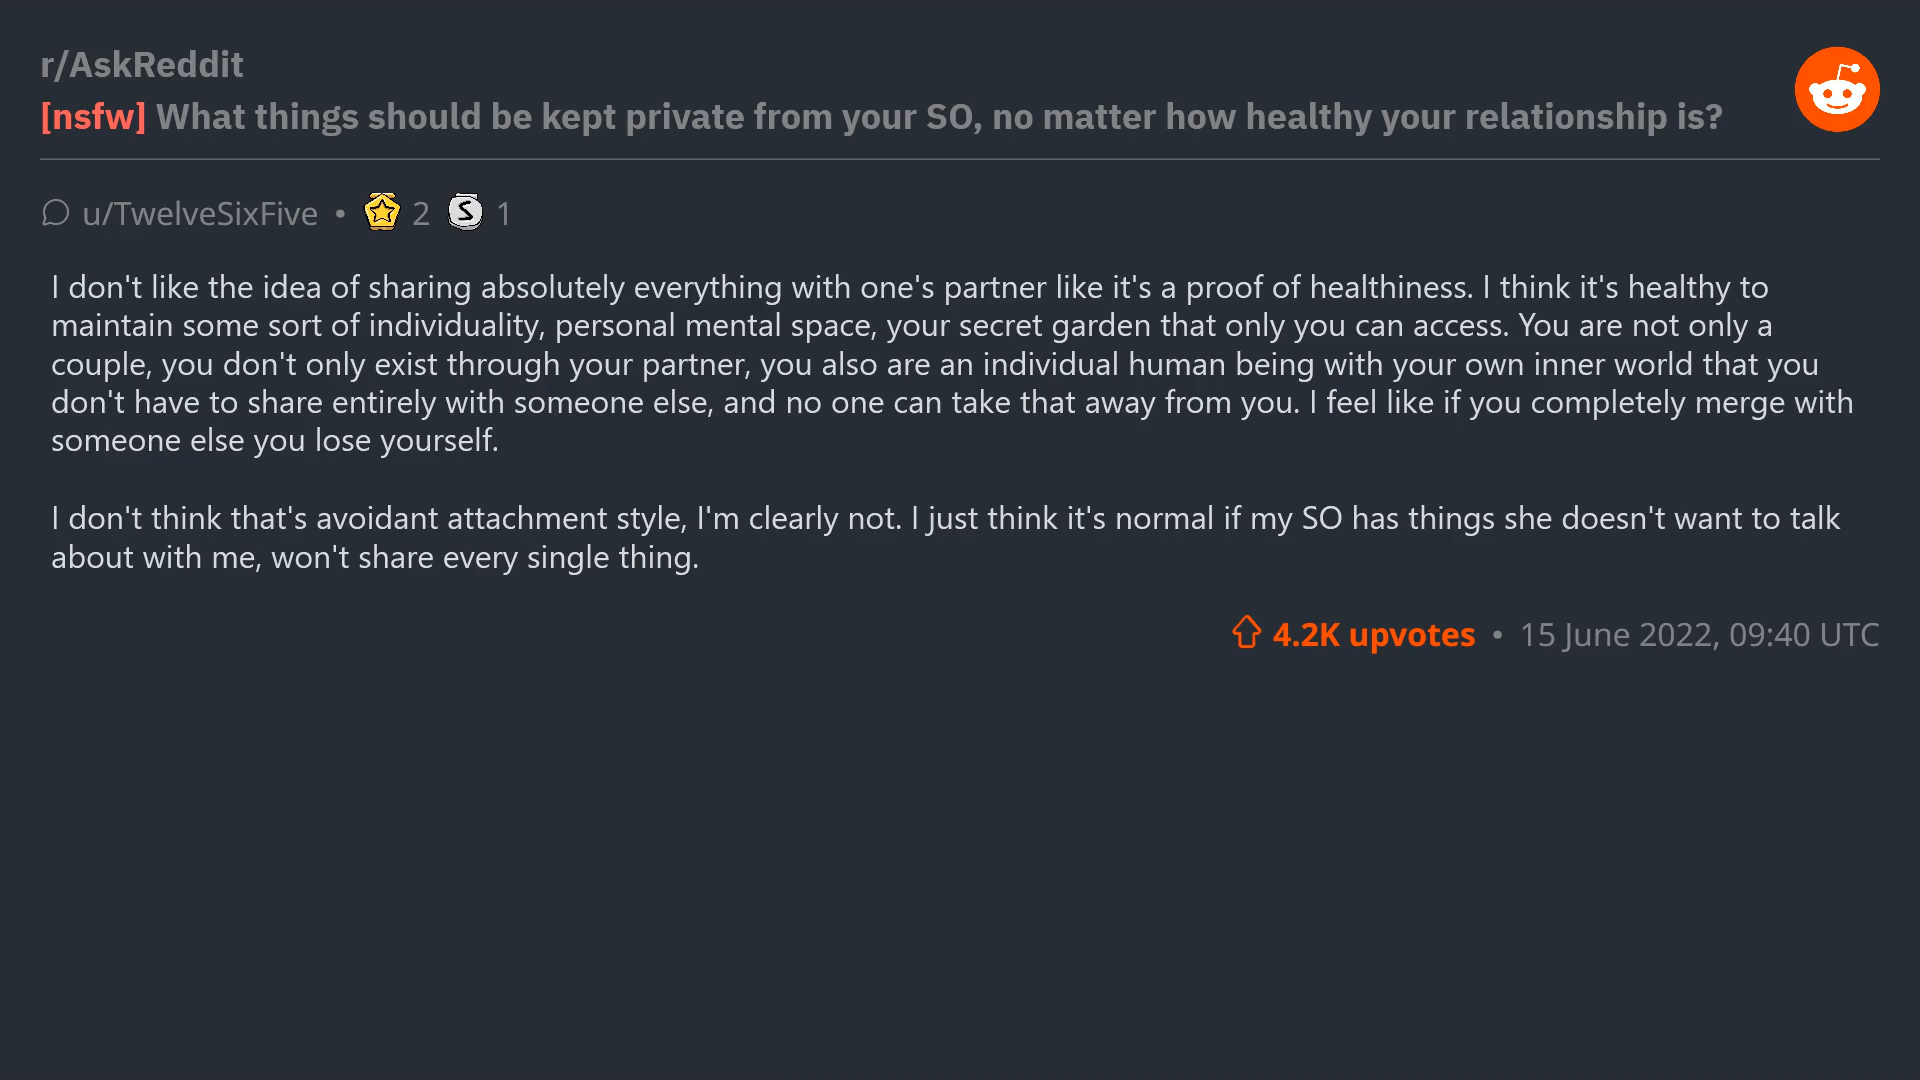 r/AskReddit
[nsfw] What things should be kept private from your SO, no matter how healthy your relationship is?
u/TwelveSixFive • 2 S 1
I don't like the idea of sharing absolutely everything with one's partner like it's a proof of healthiness. I think it's healthy to
maintain some sort of individuality, personal mental space, your secret garden that only you can access. You are not only a
couple, you don't only exist through your partner, you also are an individual human being with your own inner world that you
don't have to share entirely with someone else, and no one can take that away from you. I feel like if you completely merge with
someone else you lose yourself.
I don't think that's avoidant attachment style, I'm clearly not. I just think it's normal if my SO has things she doesn't want to talk
about with me, won't share every single thing.
4.2K upvotes • 15 June 2022, 09:40 UTC